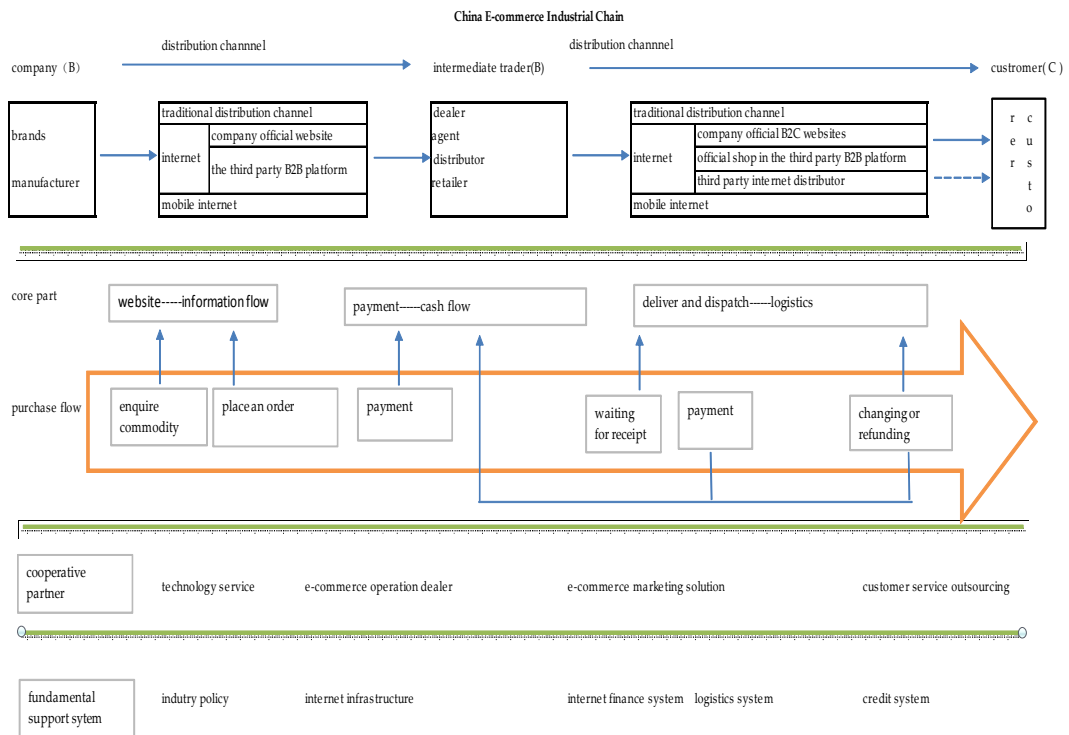 China E-commerce Industrial Chain
distribution channnel
distribution channnel
company（B）
intermediate trader(B)
custromer( C )
brands
manufacturer
traditional distribution channel
internet
company official website
the third party B2B platform
mobile internet
dealer
agent
distributor
retailer
traditional distribution channel
internet
company official B2C websites
official shop in the third party B2B platform
third party internet distributor
mobile internet
r c
e u
r s
t
o
core part
website-----information flow
payment------cash flow
deliver and dispatch------logistics
purchase flow
enquire
commodity
place an order
payment
waiting
for receipt
payment
changing or
refunding
cooperative
partner
technology service
e-commerce operation dealer
e-commerce marketing solution
customer service outsourcing
fundamental
support sytem
indutry policy
internet infrastructure
internet finance system
logistics system
credit system